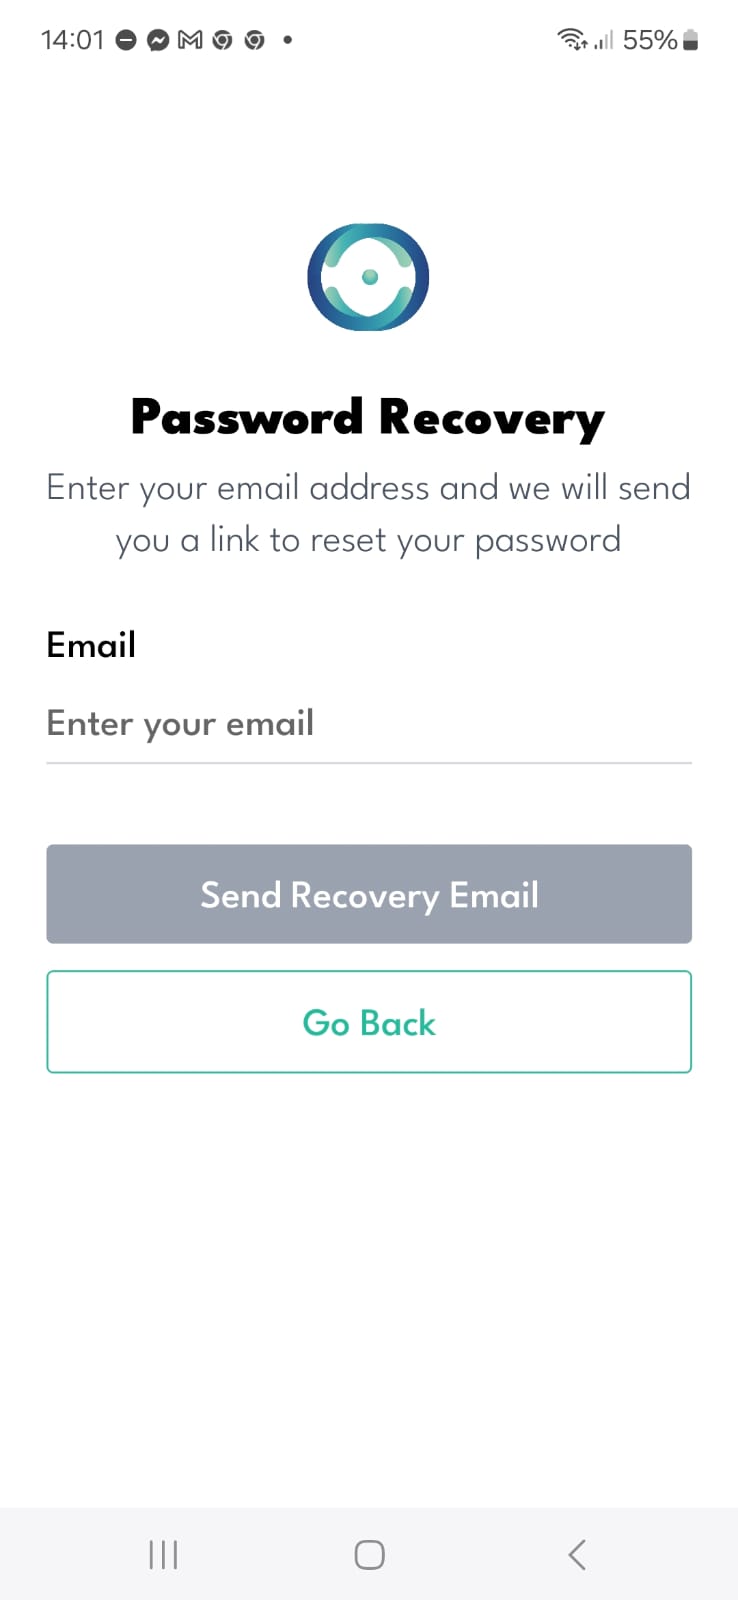 14:01
55%
Password Recovery
Enter your email address and we will send
you a link to reset your password
Email
Enter your email
Send Recovery Email
Go Back